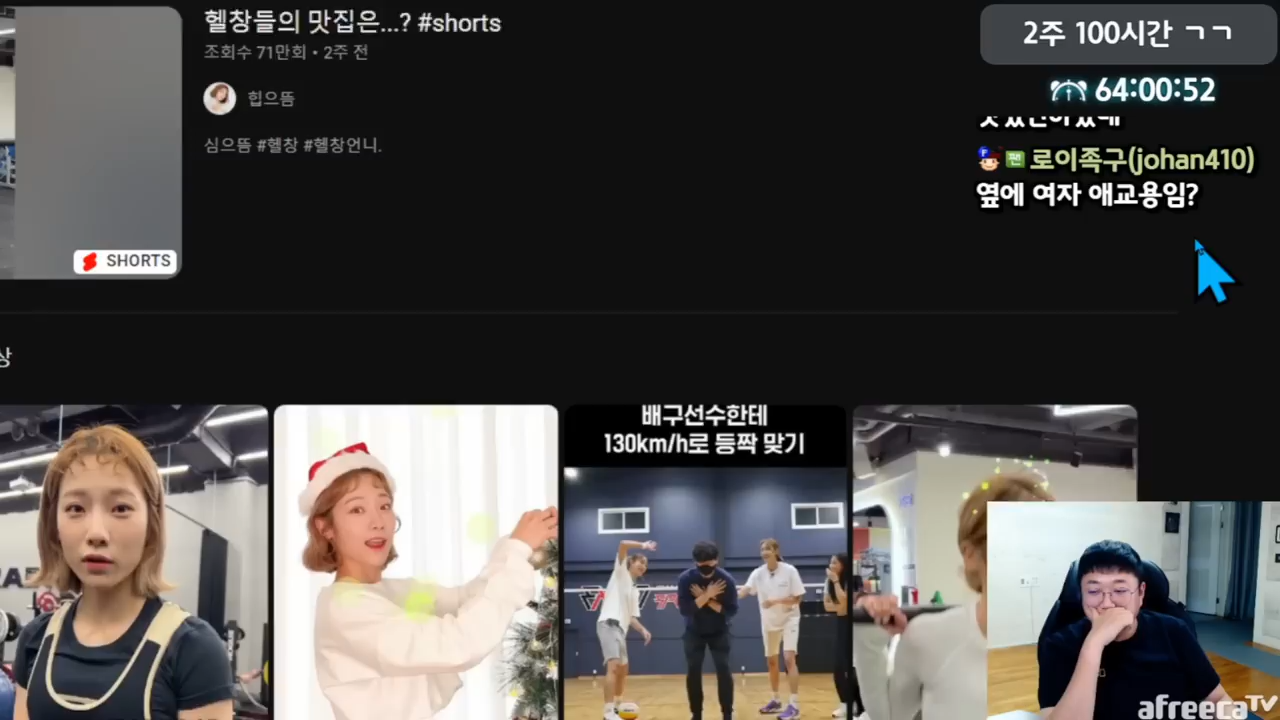 헬창들의 맛집은...? #shorts
조회수 71만회 • 2주 전
힙으뜸
심으뜸 #헬창 #헬창언니.
SHORTS
2주 100시간 ㄱㄱ
64:00:52
로이족구(johan410)
옆에 여자 애교용임?
상
배구선수한테
130km/h로 등짝 맞기
afreecaTV